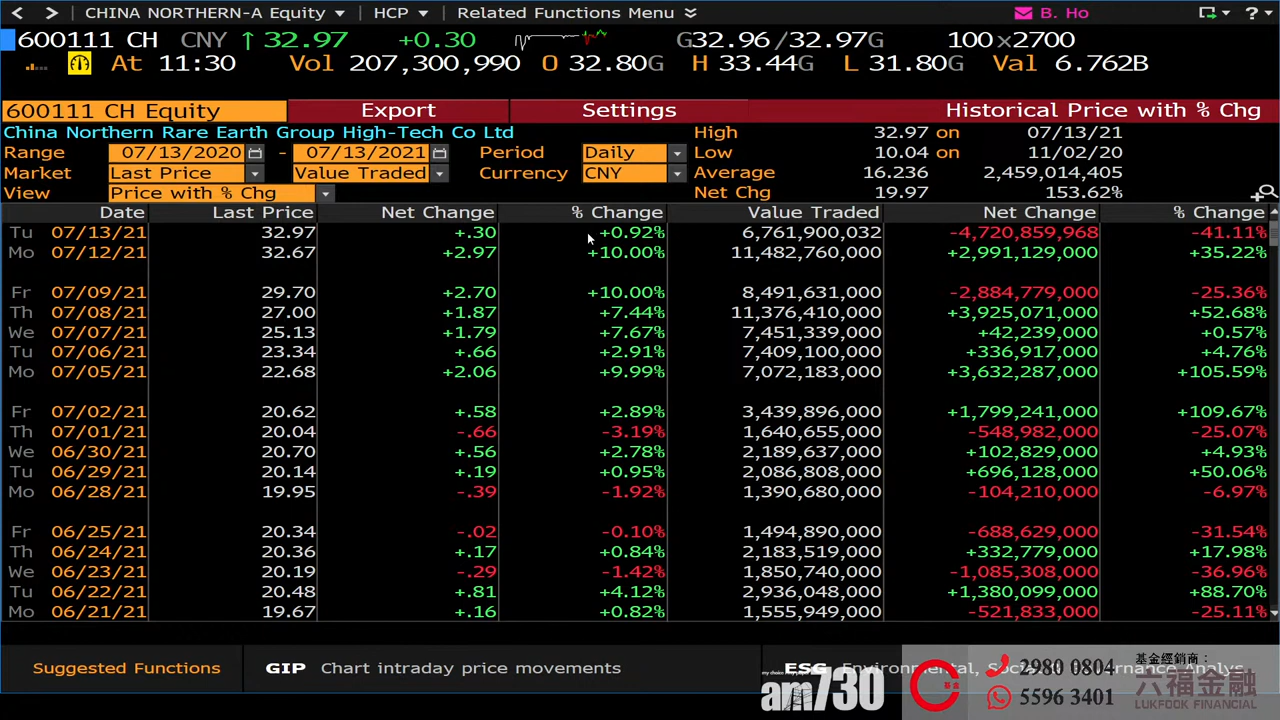 < > CHINA NORTHERN-A Equity HCP Related Functions Menu B. Ho ?
600111 CH CNY ↑ 32.97 +0.30 G32.96 / 32.97G 100 x 2700
At 11:30 Vol 207,300,990 O 32.80G H 33.44G L 31.80G Val 6.762B
600111 CH Equity Export Settings Historical Price with % Chg
China Northern Rare Earth Group High-Tech Co Ltd High 32.97 on 07/13/21
Range 07/13/2020 - 07/13/2021 Period Daily Low 10.04 on 11/02/20
Market Last Price Value Traded Currency CNY Average 16.236 2,459,014,405
View Price with % Chg Net Chg 19.97 153.62%
Date Last Price Net Change % Change Value Traded Net Change % Change
Tu 07/13/21 32.97 +.30 +0.92% 6,761,900,032 -4,720,859,968 -41.11%
Mo 07/12/21 32.67 +2.97 +10.00% 11,482,760,000 +2,991,129,000 +35.22%
Fr 07/09/21 29.70 +2.70 +10.00% 8,491,631,000 -2,884,779,000 -25.36%
Th 07/08/21 27.00 +1.87 +7.44% 11,376,410,000 +3,925,071,000 +52.68%
We 07/07/21 25.13 +1.79 +7.67% 7,451,339,000 +42,239,000 +0.57%
Tu 07/06/21 23.34 +.66 +2.91% 7,409,100,000 +336,917,000 +4.76%
Mo 07/05/21 22.68 +2.06 +9.99% 7,072,183,000 +3,632,287,000 +105.59%
Fr 07/02/21 20.62 +.58 +2.89% 3,439,896,000 +1,799,241,000 +109.67%
Th 07/01/21 20.04 -.66 -3.19% 1,640,655,000 -548,982,000 -25.07%
We 06/30/21 20.70 +.56 +2.78% 2,189,637,000 +102,829,000 +4.93%
Tu 06/29/21 20.14 +.19 +0.95% 2,086,808,000 +696,128,000 +50.06%
Mo 06/28/21 19.95 -.39 -1.92% 1,390,680,000 -104,210,000 -6.97%
Fr 06/25/21 20.34 -.02 -0.10% 1,494,890,000 -688,629,000 -31.54%
Th 06/24/21 20.36 +.17 +0.84% 2,183,519,000 +332,779,000 +17.98%
We 06/23/21 20.19 -.29 -1.42% 1,850,740,000 -1,085,308,000 -36.96%
Tu 06/22/21 20.48 +.81 +4.12% 2,936,048,000 +1,380,099,000 +88.70%
Mo 06/21/21 19.67 +.16 +0.82% 1,555,949,000 -521,833,000 -25.11%
Suggested Functions GIP Chart intraday price movements ESG
am730
基金
2980 0804
5596 3401
基金經銷商：
六福金融
LUKFOOK FINANCIAL